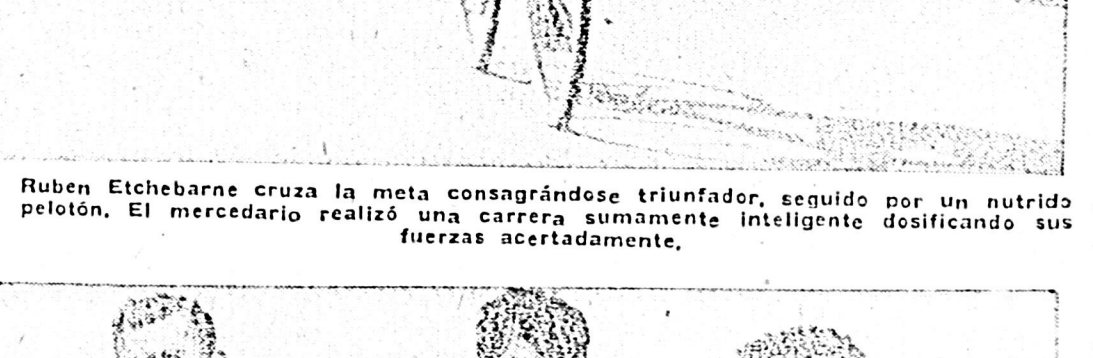 Ruben Etchebarne cruza la meta consagrándose triunfador, seguido por un nutrido
pelotón. El mercedario realizó una carrera sumamente inteligente dosificando sus
fuerzas acertadamente.